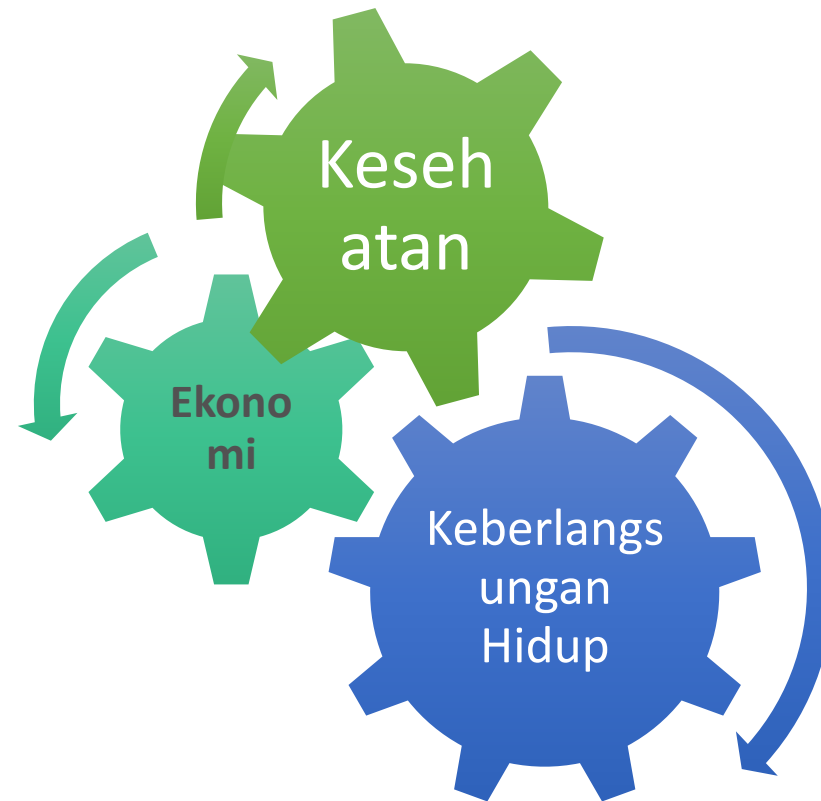 Keseh
atan
Ekono
mi
Keberlangs
ungan
Hidup